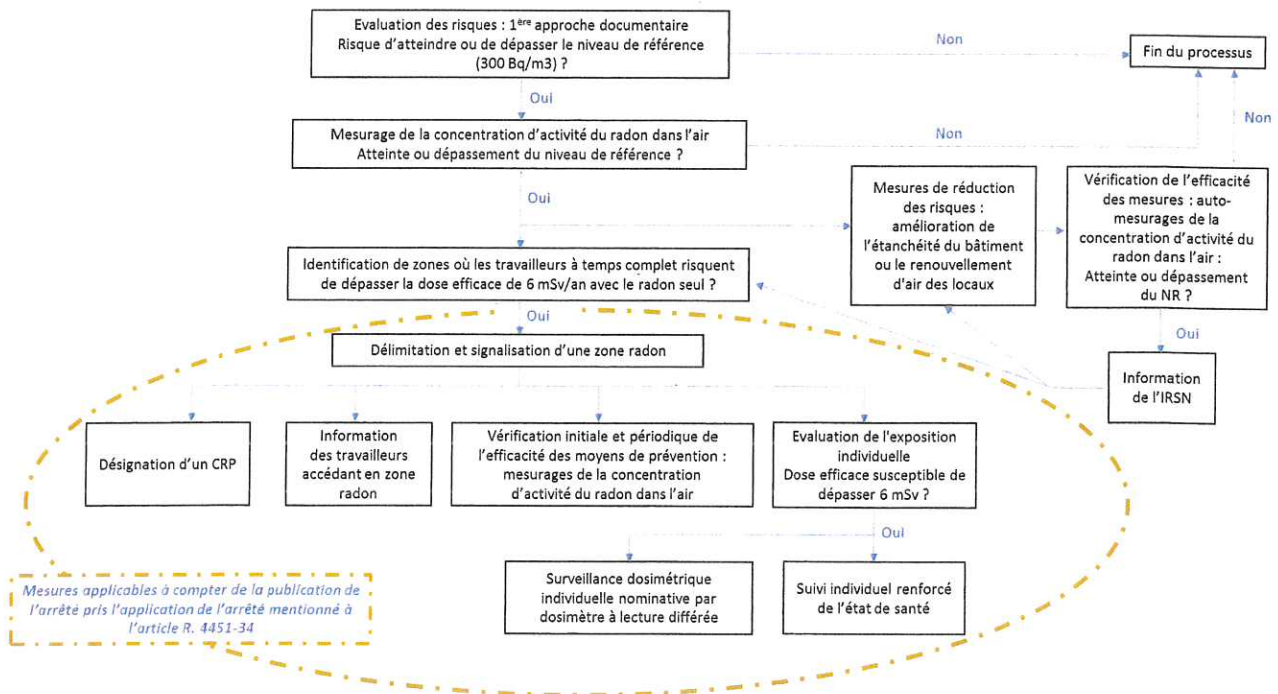 Evaluation des risques : 1ère approche documentaire
Risque d'atteindre ou de dépasser le niveau de référence
(300 Bq/m3) ?
Non
Fin du processus
Oui
Mesurage de la concentration d'activité du radon dans l'air
Atteinte ou dépassement du niveau de référence ?
Non
Non
Oui
Mesures de réduction
des risques :
amélioration de
l'étanchéité du bâtiment
ou le renouvellement
d'air des locaux
Vérification de l'efficacité
des mesures : auto-
mesurages de la
concentration d'activité du
radon dans l'air :
Atteinte ou dépassement
du NR ?
Identification de zones où les travailleurs à temps complet risquent
de dépasser la dose efficace de 6 mSv/an avec le radon seul ?
Oui
Oui
Délimitation et signalisation d'une zone radon
Information
de l'IRSN
Désignation d'un CRP
Information
des travailleurs
accédant en zone
radon
Vérification initiale et périodique de
l'efficacité des moyens de prévention :
mesurages de la concentration
d'activité du radon dans l'air
Evaluation de l'exposition
individuelle
Dose efficace susceptible de
dépasser 6 mSv ?
Oui
Surveillance dosimétrique
individuelle nominative par
dosimètre à lecture différée
Suivi individuel renforcé
de l'état de santé
Mesures applicables à compter de la publication de
l'arrêté pris l'application de l'arrêté mentionné à
l'article R. 4451-34